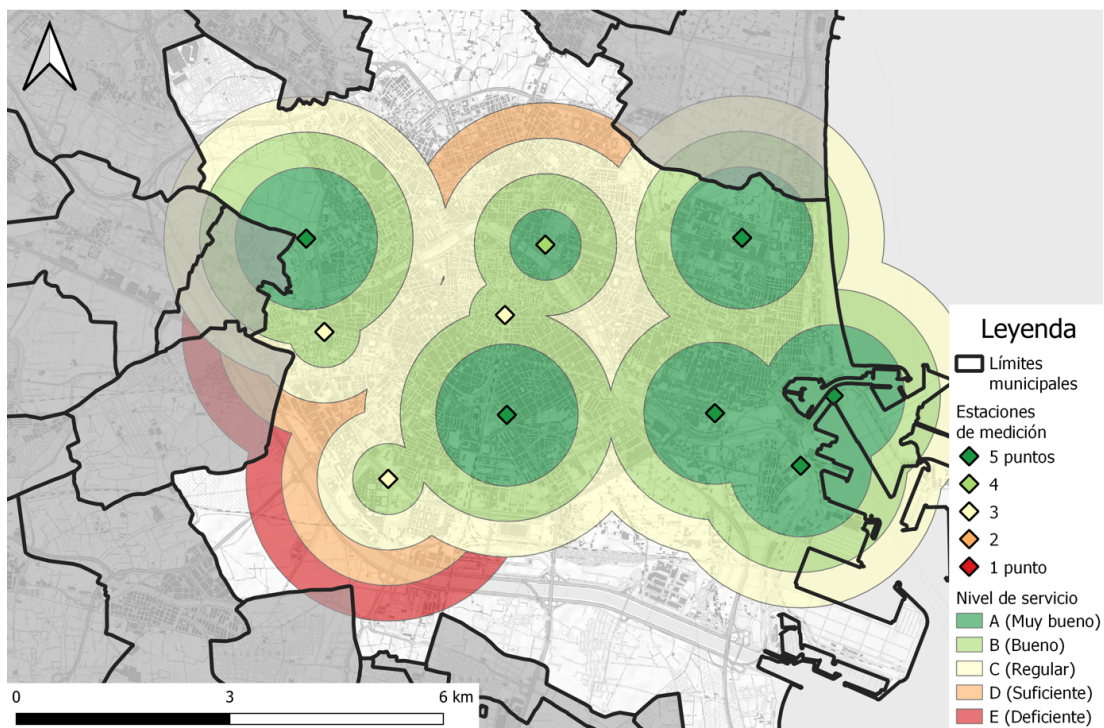 Leyenda
Límites
municipales
Estaciones
de medición
5 puntos
4
3
2
1 punto
Nivel de servicio
A (Muy bueno)
B (Bueno)
C (Regular)
D (Suficiente)
E (Deficiente)
0 3 6 km